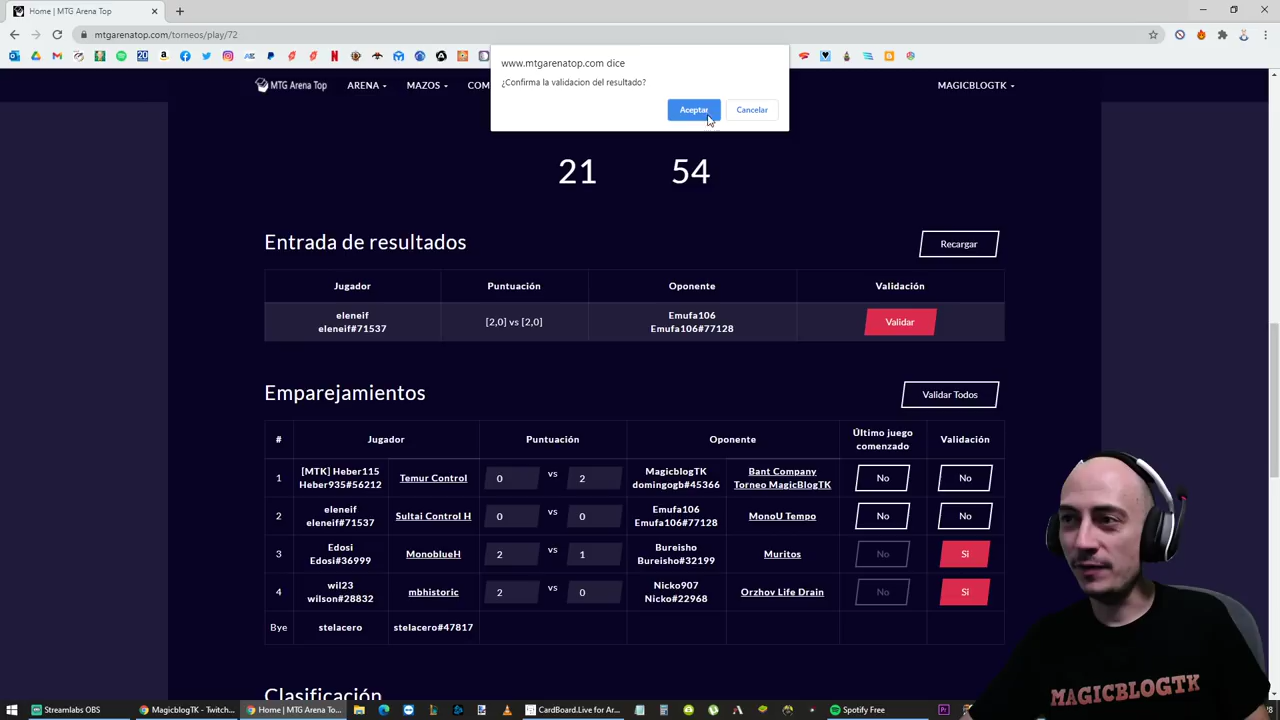 Home | MTG Arena Top
mtgarenatop.com/torneos/play/72
www.mtgarenatop.com dice
¿Confirma la validacion del resultado?
Aceptar
Cancelar
MTG Arena Top
ARENA
MAZOS
COM
MAGICBLOGTK
21
54
Entrada de resultados
Recargar
Jugador
Puntuación
Oponente
Validación
eleneif
eleneif#71537
[2,0] vs [2,0]
Emufa106
Emufa106#77128
Validar
Emparejamientos
Validar Todos
#
Jugador
Puntuación
Oponente
Último juego
comenzado
Validación
1
[MTK] Heber115
Heber935#56212
Temur Control
0
vs
2
MagicblogTK
domingogb#45366
Bant Company
Torneo MagicBlogTK
No
No
2
eleneif
eleneif#71537
Sultai Control H
0
vs
0
Emufa106
Emufa106#77128
MonoU Tempo
No
No
3
Edosi
Edosi#36999
MonoblueH
2
vs
1
Bureisho
Bureisho#32199
Muritos
No
Si
4
wil23
wilson#28832
mbhistoric
2
vs
0
Nicko907
Nicko#22968
Orzhov Life Drain
No
Si
Bye
stelacero
stelacero#47817
Clasificación
MAGICBLOGTK
Streamlabs OBS
MagicblogTK - Twitch...
Home | MTG Arena Top...
CardBoard.Live for Ar...
Spotify Free